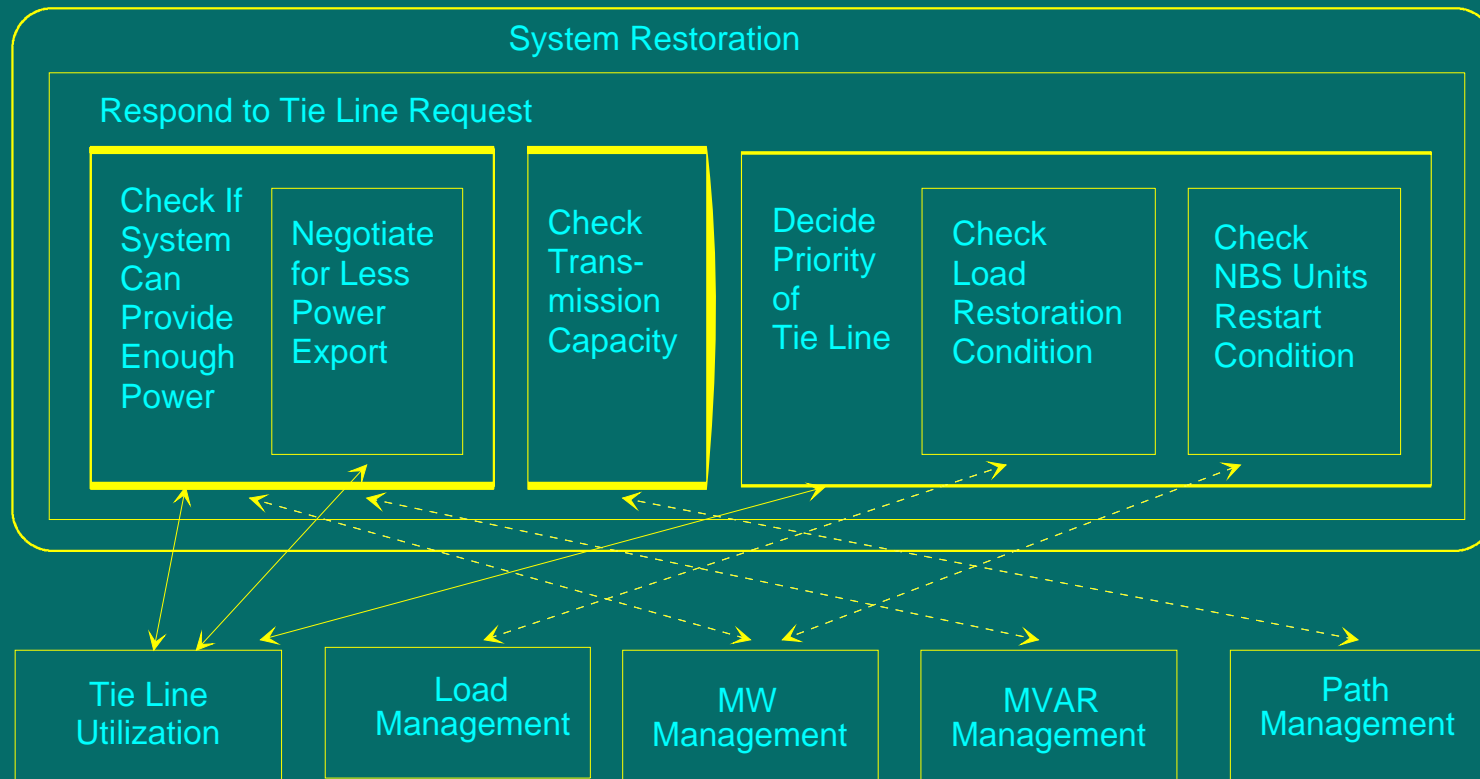 System Restoration
Respond to Tie Line Request
Check If
System
Can
Provide
Enough
Power
Negotiate
for Less
Power
Export
Check
Trans-
mission
Capacity
Decide
Priority
of
Tie Line
Check
Load
Restoration
Condition
Check
NBS Units
Restart
Condition
Tie Line
Utilization
Load
Management
MW
Management
MVAR
Management
Path
Management